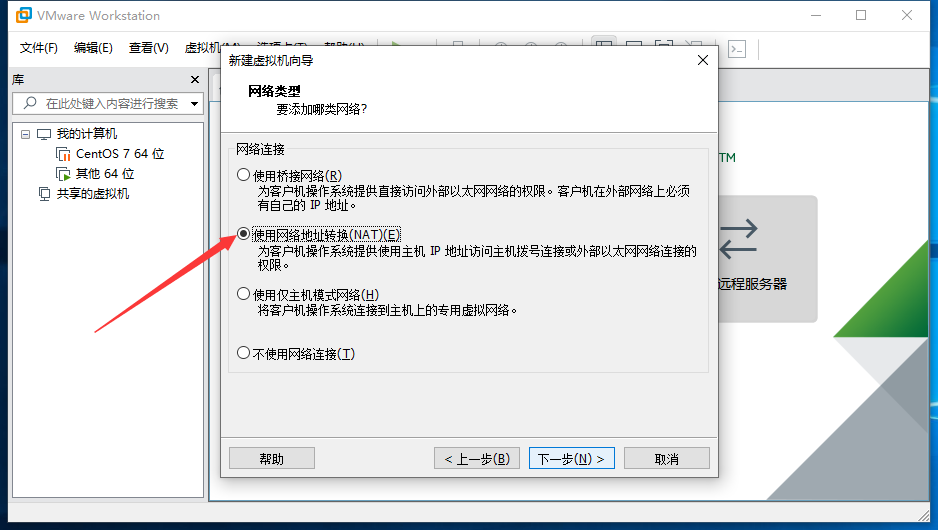 VMware Workstation
文件(F) 编辑(E) 查看(V) 虚拟机(M) 选项卡(T) 帮助(H)
库
在此处键入内容进行搜索
我的计算机
CentOS 7 64 位
其他 64 位
共享的虚拟机
新建虚拟机向导
网络类型
要添加哪类网络?
网络连接
使用桥接网络(R)
为客户机操作系统提供直接访问外部以太网网络的权限。客户机在外部网络上必须
有自己的 IP 地址。
使用网络地址转换(NAT)(E)
为客户机操作系统提供使用主机 IP 地址访问主机拨号连接或外部以太网网络连接的
权限。
使用仅主机模式网络(H)
将客户机操作系统连接到主机上的专用虚拟网络。
不使用网络连接(T)
帮助
< 上一步(B)
下一步(N) >
取消
TM
远程服务器